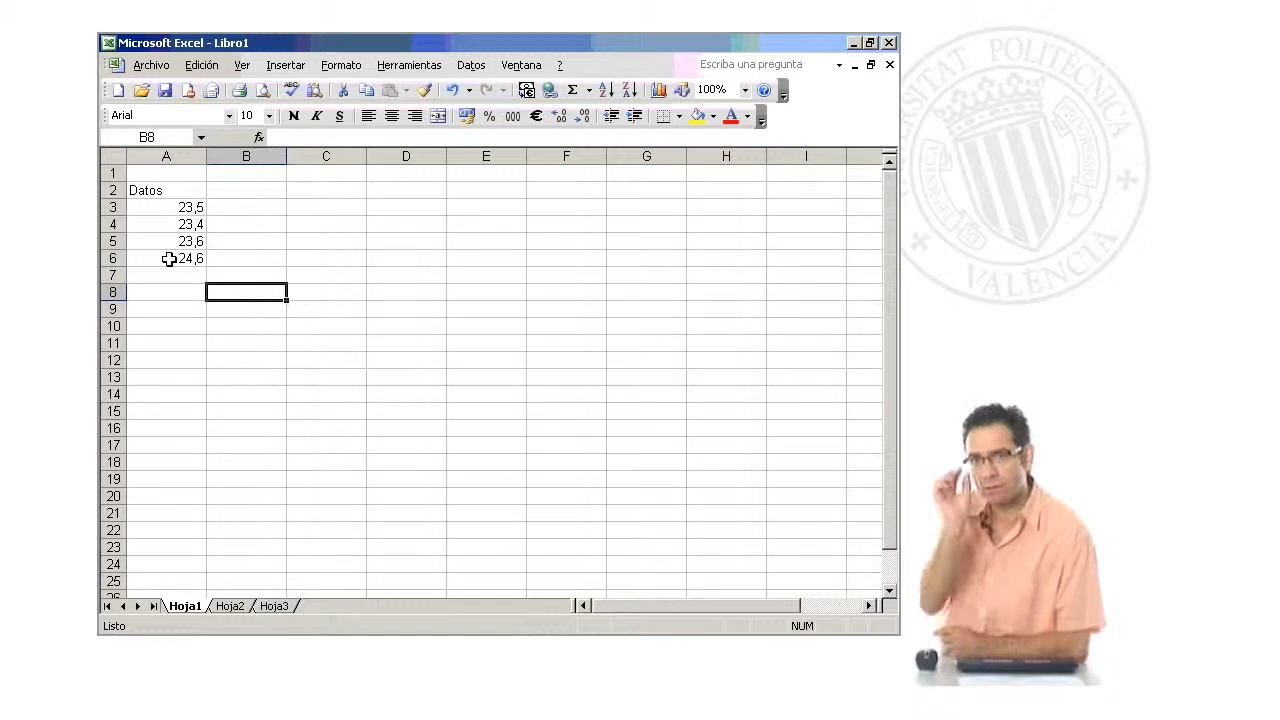 Microsoft Excel - Libro1
Archivo Edición Ver Insertar Formato Herramientas Datos Ventana ? Escriba una pregunta
Σ 100%
Arial 10 N K S % 000 €
B8 fx
A B C D E F G H I
1
2 Datos
3 23,5
4 23,4
5 23,6
6 24,6
7
8
9
10
11
12
13
14
15
16
17
18
19
20
21
22
23
24
25
Hoja1 Hoja2 Hoja3
Listo NUM
POLITÈCNICA
VALÈNCIA